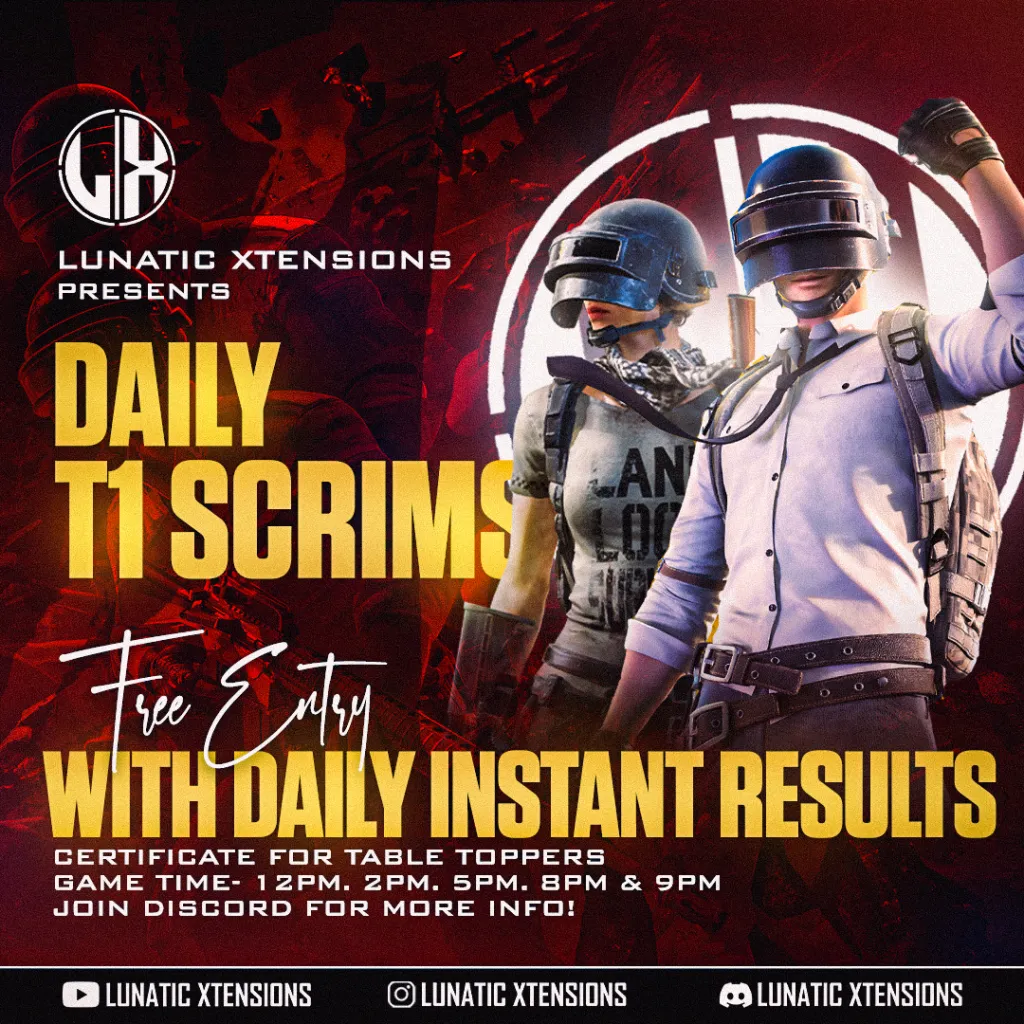 LX
LUNATIC XTENSIONS
PRESENTS
DAILY
T1 SCRIMS
Free Entry
WITH DAILY INSTANT RESULTS
CERTIFICATE FOR TABLE TOPPERS
GAME TIME- 12PM. 2PM. 5PM. 8PM & 9PM
JOIN DISCORD FOR MORE INFO!
LUNATIC XTENSIONS
LUNATIC XTENSIONS
LUNATIC XTENSIONS